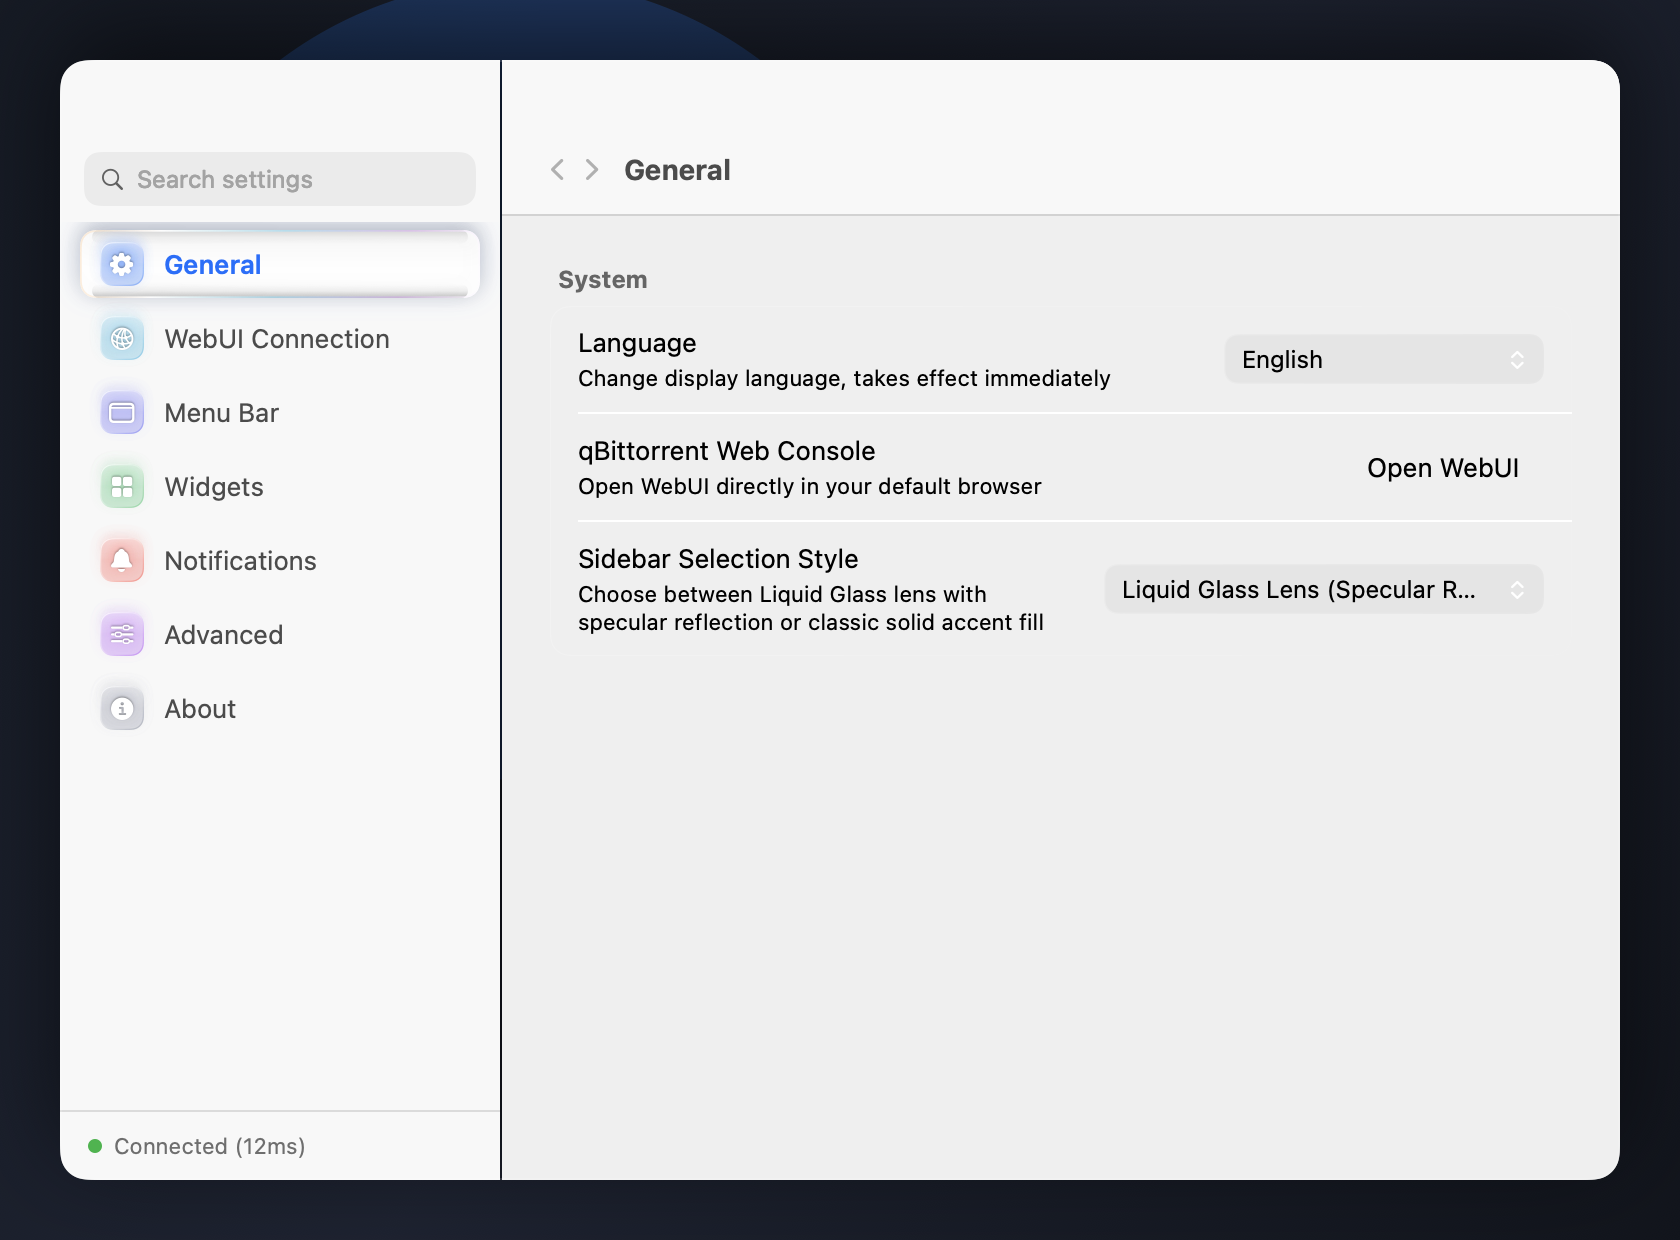 Search settings
General
WebUI Connection
Menu Bar
Widgets
Notifications
Advanced
About
Connected (12ms)
General
System
Language
Change display language, takes effect immediately
English
qBittorrent Web Console
Open WebUI directly in your default browser
Open WebUI
Sidebar Selection Style
Choose between Liquid Glass lens with
specular reflection or classic solid accent fill
Liquid Glass Lens (Specular R...